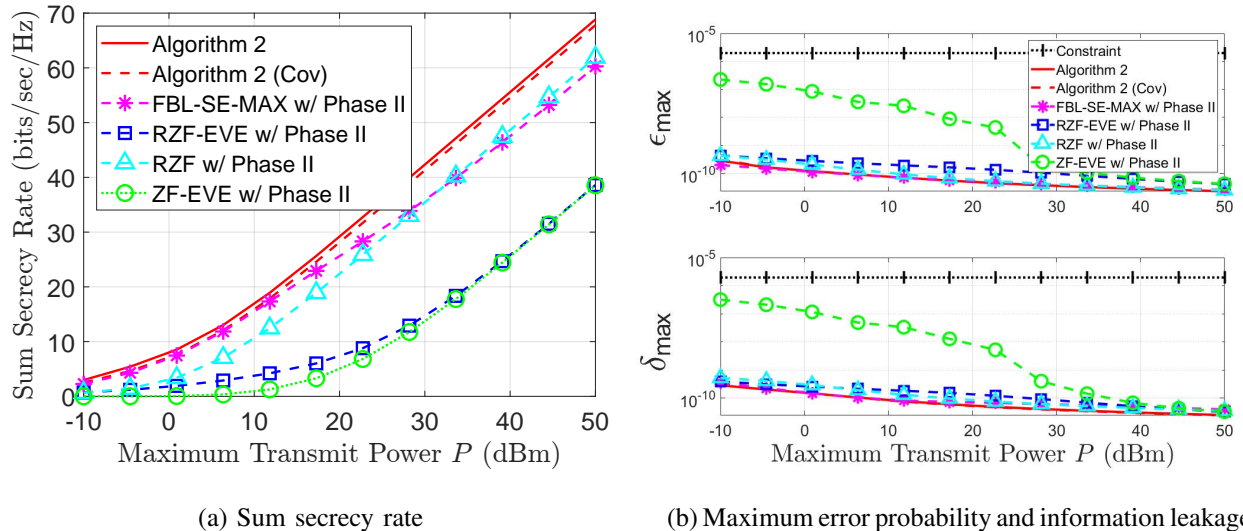 70
60
50
40
30
20
10
0
Sum Secrecy Rate (bits/sec/Hz)
Algorithm 2
Algorithm 2 (Cov)
FBL-SE-MAX w/ Phase II
RZF-EVE w/ Phase II
RZF w/ Phase II
ZF-EVE w/ Phase II
-10 0 10 20 30 40 50
Maximum Transmit Power P (dBm)
(a) Sum secrecy rate
10-5
10-10
ϵmax
Constraint
Algorithm 2
Algorithm 2 (Cov)
FBL-SE-MAX w/ Phase II
RZF-EVE w/ Phase II
RZF w/ Phase II
ZF-EVE w/ Phase II
-10 0 10 20 30 40 50
10-5
10-10
δmax
-10 0 10 20 30 40 50
Maximum Transmit Power P (dBm)
(b) Maximum error probability and information leakage